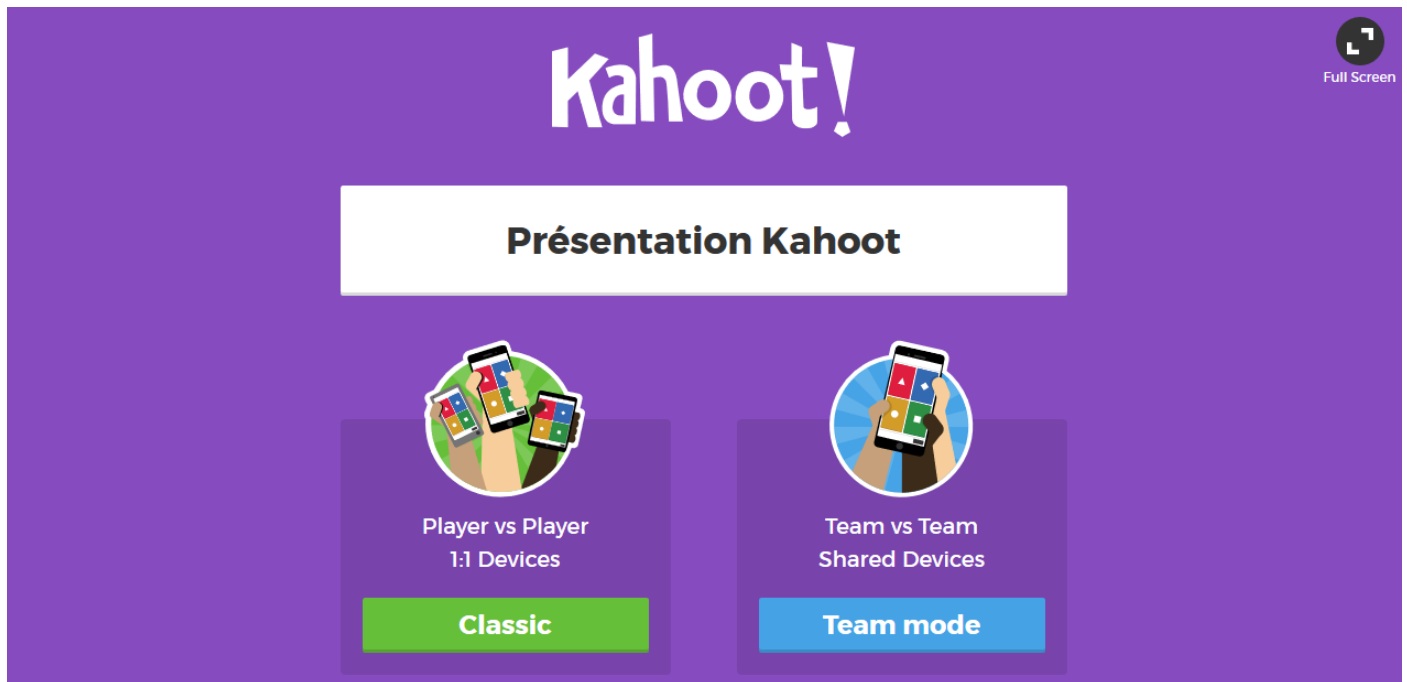 Kahoot!
Full Screen
Présentation Kahoot
Player vs Player
1:1 Devices
Classic
Team vs Team
Shared Devices
Team mode